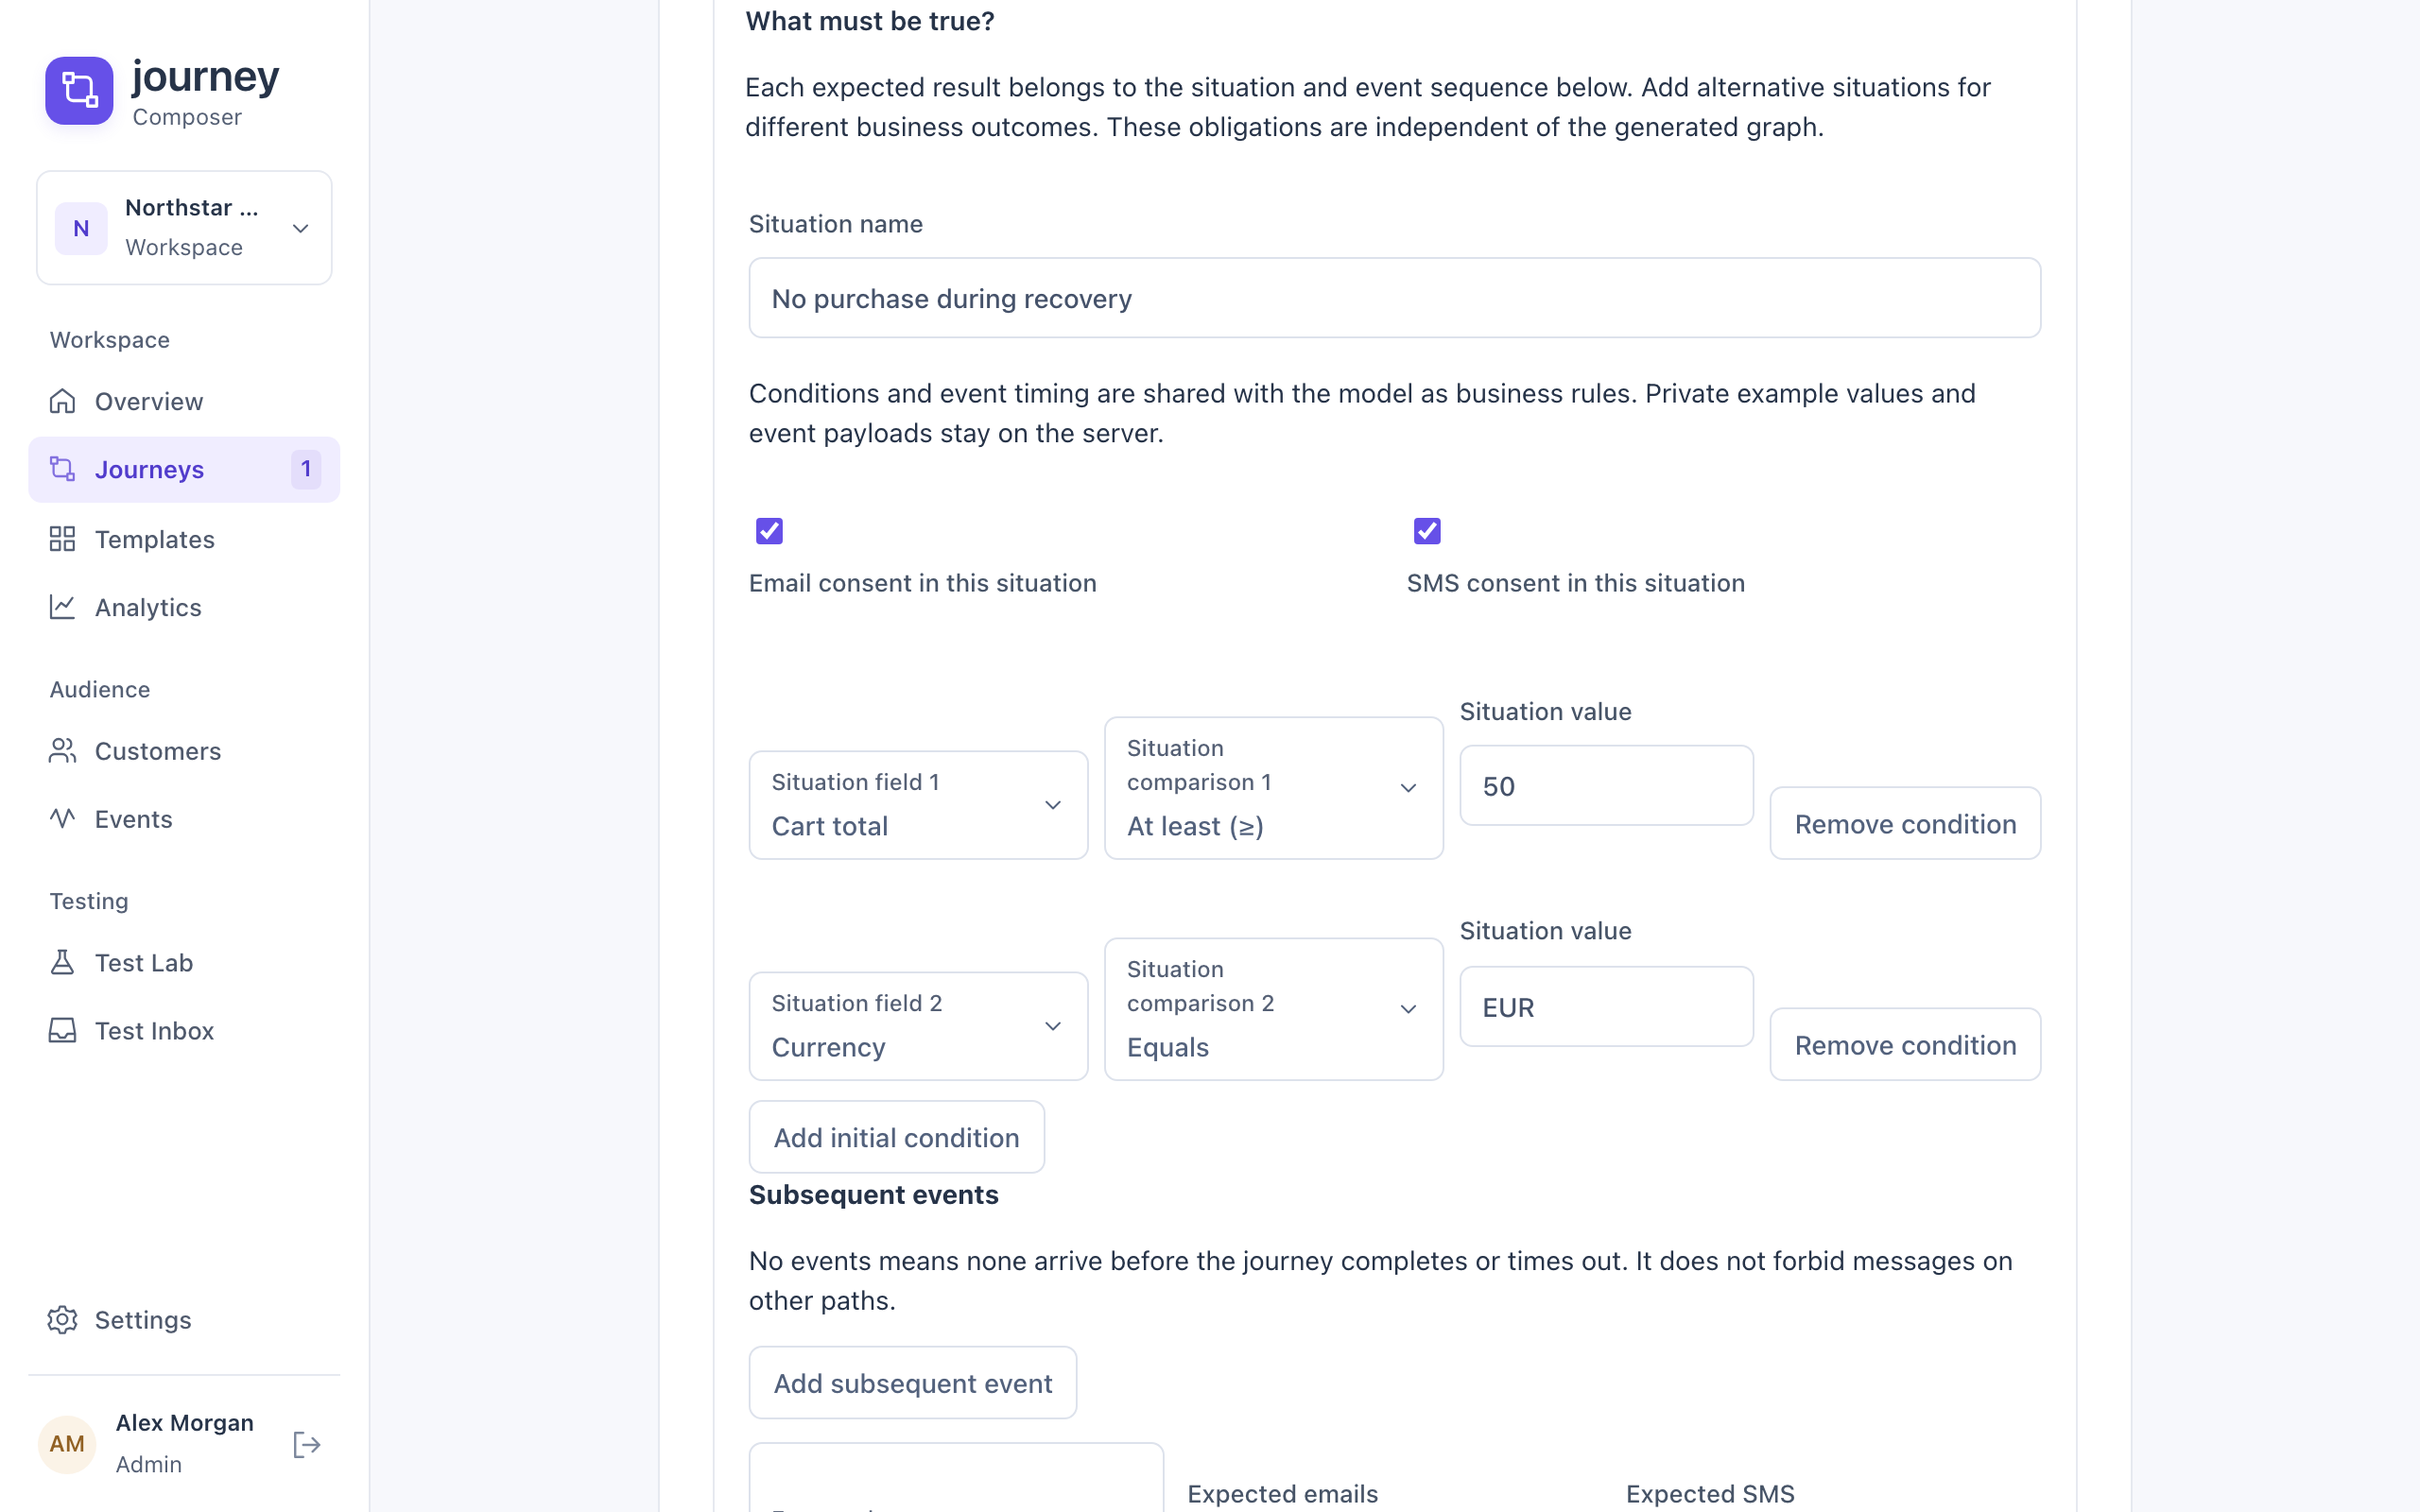 journey
Composer
N
Northstar ...
Workspace
Workspace
Overview
Journeys
1
Templates
Analytics
Audience
Customers
Events
Testing
Test Lab
Test Inbox
Settings
AM
Alex Morgan
Admin
What must be true?
Each expected result belongs to the situation and event sequence below. Add alternative situations for
different business outcomes. These obligations are independent of the generated graph.
Situation name
No purchase during recovery
Conditions and event timing are shared with the model as business rules. Private example values and
event payloads stay on the server.
Email consent in this situation
SMS consent in this situation
Situation field 1
Cart total
Situation
comparison 1
At least (≥)
Situation value
50
Remove condition
Situation field 2
Currency
Situation
comparison 2
Equals
Situation value
EUR
Remove condition
Add initial condition
Subsequent events
No events means none arrive before the journey completes or times out. It does not forbid messages on
other paths.
Add subsequent event
Expected emails
Expected SMS